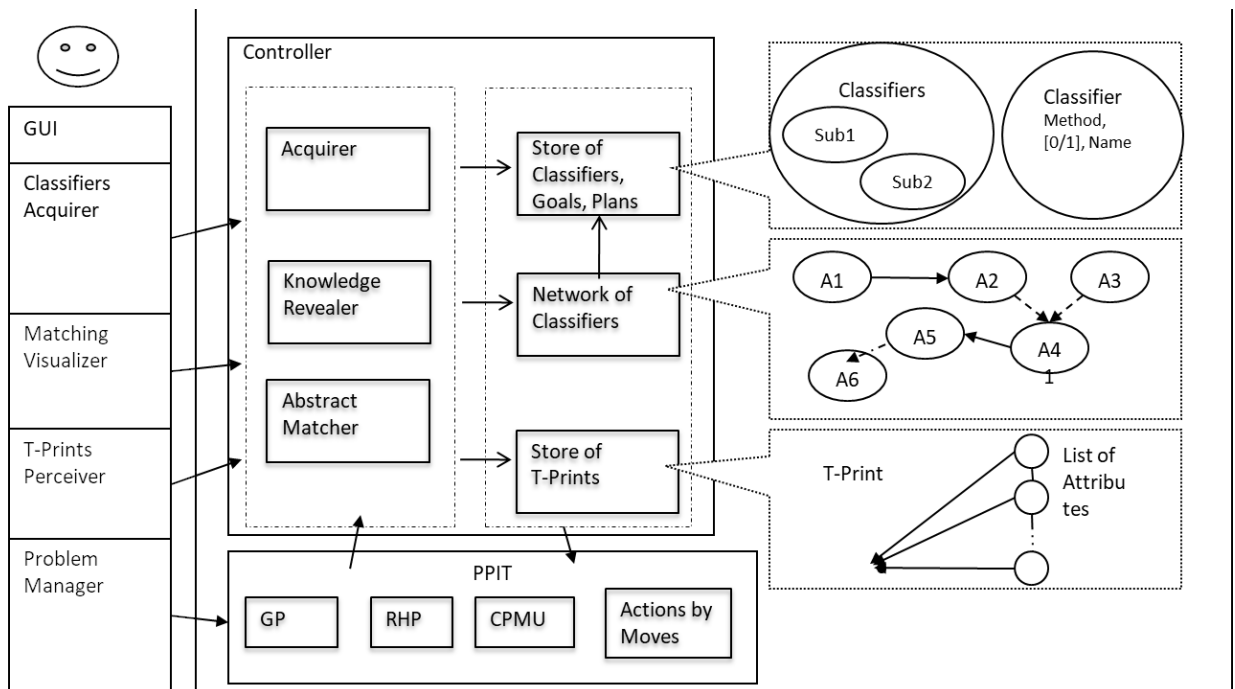 GUI
Classifiers
Acquirer
Matching
Visualizer
T-Prints
Perceiver
Problem
Manager
Controller
Acquirer
Knowledge
Revealer
Abstract
Matcher
Store of
Classifiers,
Goals, Plans
Network of
Classifiers
Store of
T-Prints
PPIT
GP
RHP
CPMU
Actions by
Moves
Classifiers
Sub1
Sub2
Classifier
Method,
[0/1], Name
A1
A2
A3
A5
A4
1
A6
T-Print
List of
Attribu
tes